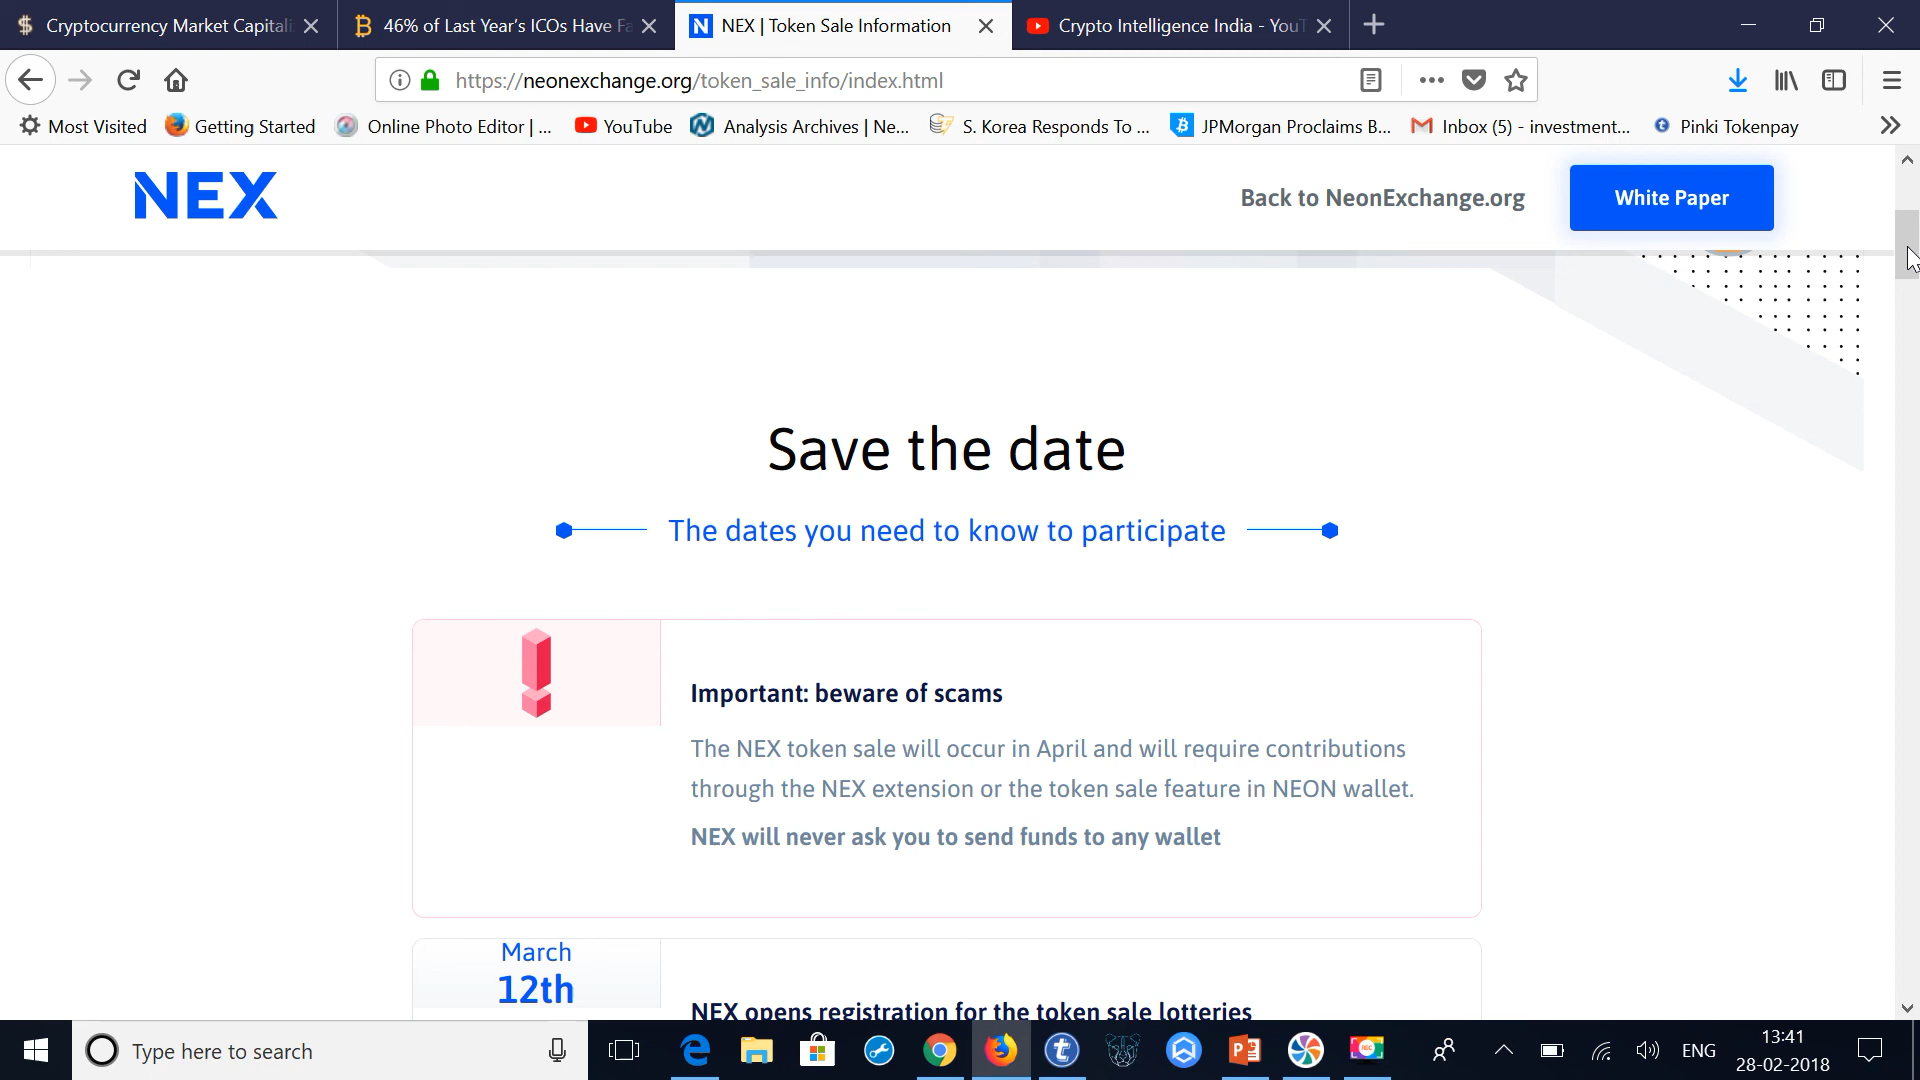 Cryptocurrency Market Capitali
46% of Last Year's ICOs Have Fa
NEX | Token Sale Information
Crypto Intelligence India - YouT
https://neonexchange.org/token_sale_info/index.html
Most Visited
Getting Started
Online Photo Editor | ...
YouTube
Analysis Archives | Ne...
S. Korea Responds To ...
JPMorgan Proclaims B...
Inbox (5) - investment...
Pinki Tokenpay
NEX
Back to NeonExchange.org
White Paper
Save the date
The dates you need to know to participate
Important: beware of scams
The NEX token sale will occur in April and will require contributions
through the NEX extension or the token sale feature in NEON wallet.
NEX will never ask you to send funds to any wallet
March
12th
NEX opens registration for the token sale lotteries
Type here to search
ENG
13:41
28-02-2018